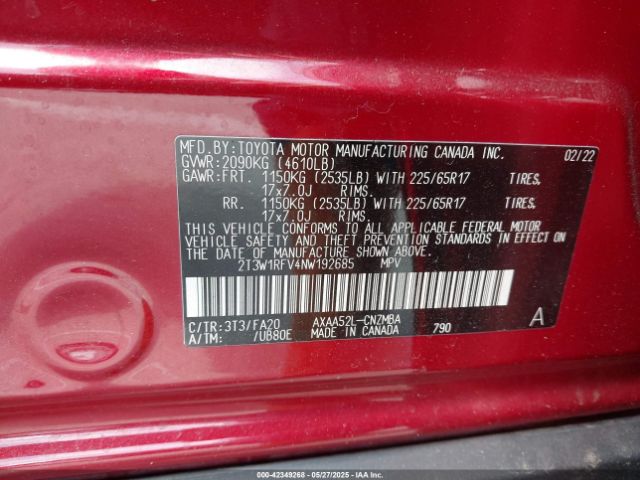 MFD.BY:TOYOTA MOTOR MANUFACTURING CANADA INC. 02/22
GVWR:2090KG (4610LB)
GAWR:FRT. 1150KG (2535LB) WITH 225/65R17 TIRES.
17x7.0J RIMS.
RR. 1150KG (2535LB) WITH 225/65R17 TIRES.
17x7.0J RIMS.
THIS VEHICLE CONFORMS TO ALL APPLICABLE FEDERAL MOTOR
VEHICLE SAFETY AND THEFT PREVENTION STANDARDS IN EFFECT ON
THE DATE OF MANUFACTURE SHOWN ABOVE.
2T3W1RFV4NW192685 MPV
C/TR:3T3/FA20 AXAA52L-CNZMBA A
A/TM: /UB80E MADE IN CANADA 790
000-42349268 - 05/27/2025 - IAAI.COM